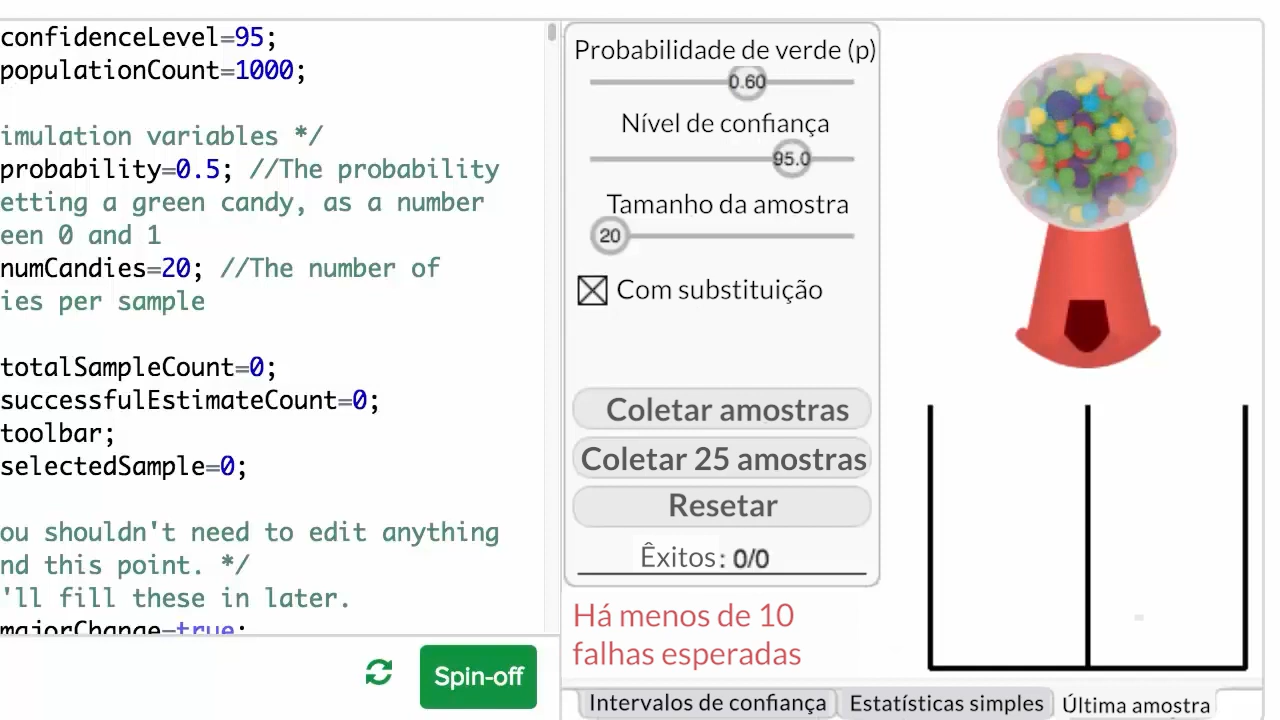 confidenceLevel=95;
populationCount=1000;
imulation variables */
probability=0.5; //The probability
etting a green candy, as a number
een 0 and 1
numCandies=20; //The number of
ies per sample
totalSampleCount=0;
successfulEstimateCount=0;
toolbar;
selectedSample=0;
ou shouldn't need to edit anything
nd this point. */
'll fill these in later.
majorChange=true;
Spin-off
Probabilidade de verde (p)
0.60
Nível de confiança
95.0
Tamanho da amostra
20
Com substituição
Coletar amostras
Coletar 25 amostras
Resetar
Êxitos: 0/0
Há menos de 10
falhas esperadas
Intervalos de confiança
Estatísticas simples
Última amostra